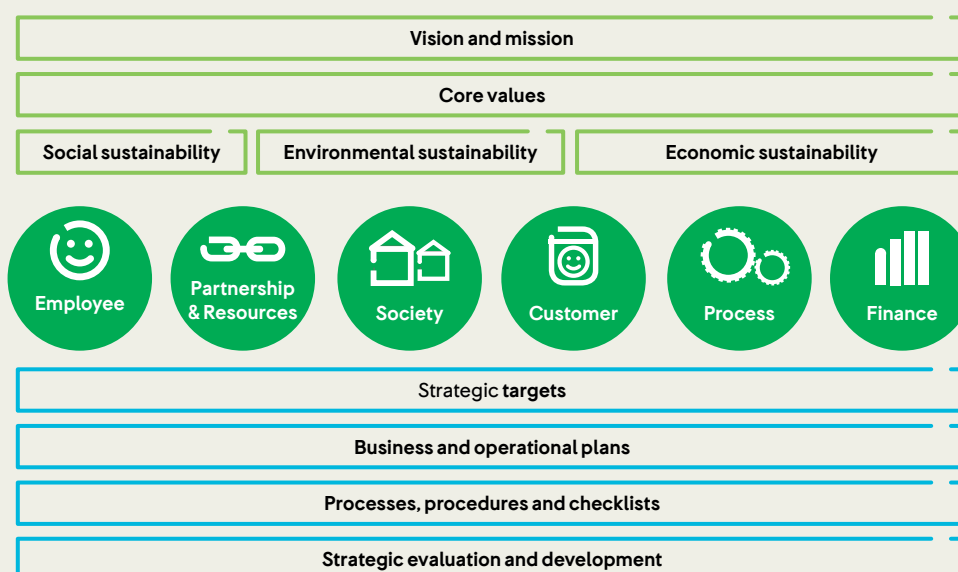 Vision and mission
Core values
Social sustainability
Environmental sustainability
Economic sustainability
Employee
Partnership
& Resources
Society
Customer
Process
Finance
Strategic targets
Business and operational plans
Processes, procedures and checklists
Strategic evaluation and development